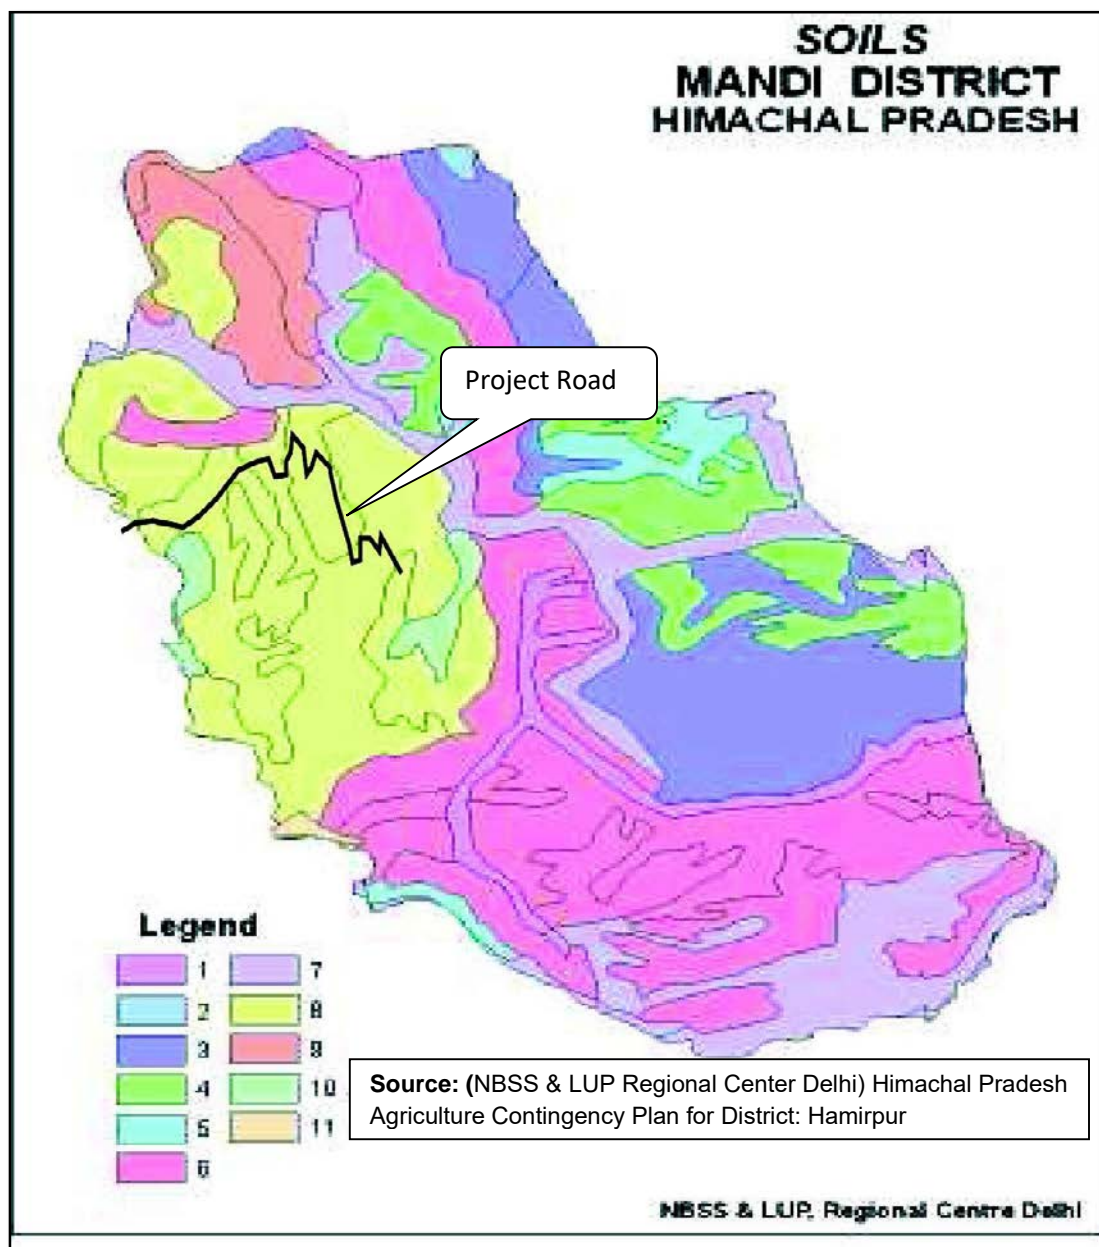 SOILS
MANDI DISTRICT
HIMACHAL PRADESH
Project Road
Legend
1
2
3
4
5
6
7
8
9
10
11
Source: (NBSS & LUP Regional Center Delhi) Himachal Pradesh
Agriculture Contingency Plan for District: Hamirpur
NBSS & LUP, Regional Centre Delhi